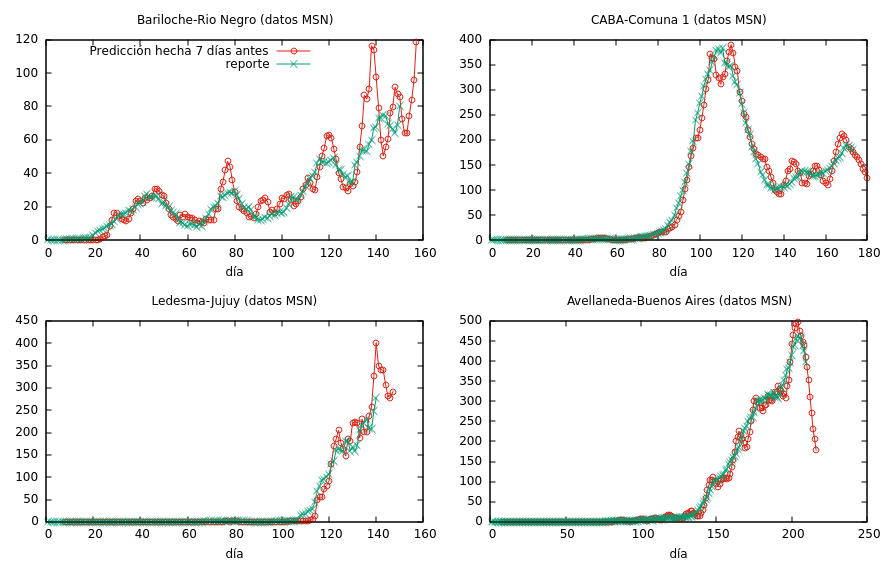 Bariloche-Rio Negro (datos MSN)
Predicción hecha 7 días antes
reporte
120
100
80
60
40
20
0
0 20 40 60 80 100 120 140 160
día
CABA-Comuna 1 (datos MSN)
400
350
300
250
200
150
100
50
0
0 20 40 60 80 100 120 140 160 180
día
Ledesma-Jujuy (datos MSN)
450
400
350
300
250
200
150
100
50
0
0 20 40 60 80 100 120 140 160
día
Avellaneda-Buenos Aires (datos MSN)
500
450
400
350
300
250
200
150
100
50
0
0 50 100 150 200 250
día